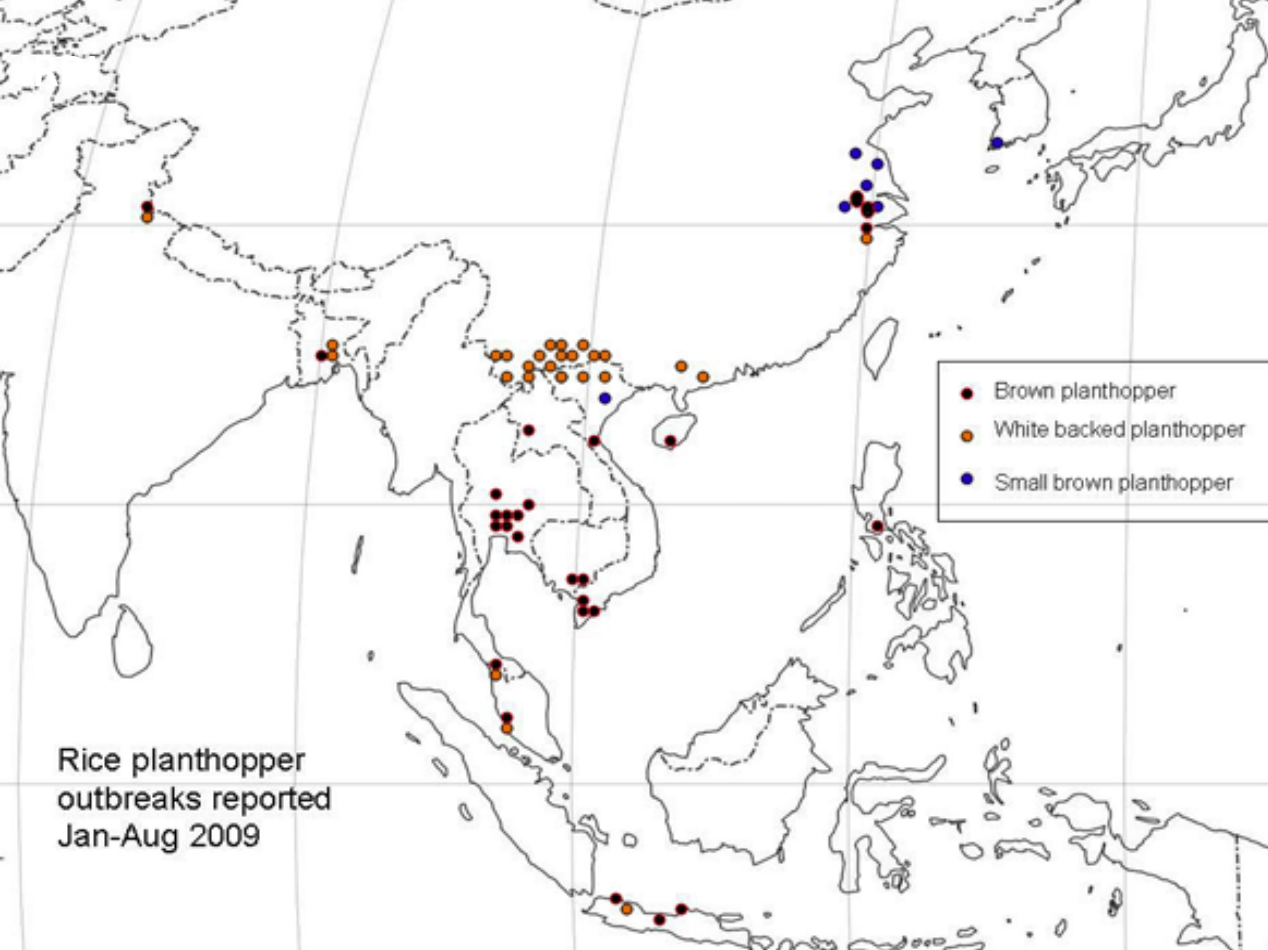 Brown planthopper
White backed planthopper
Small brown planthopper
Rice planthopper
outbreaks reported
Jan-Aug 2009